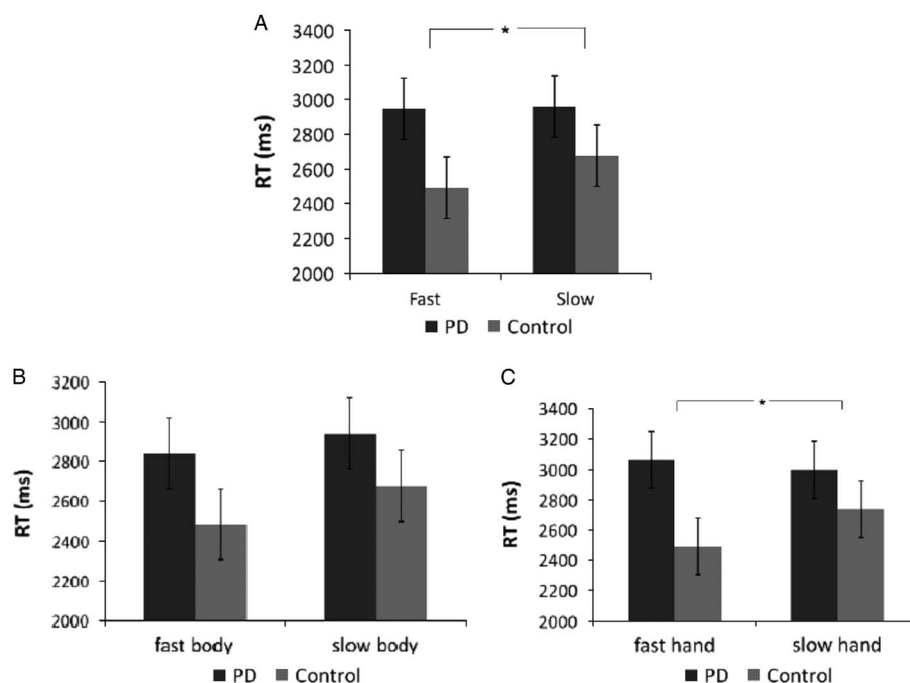 A
*
RT (ms)
3400
3200
3000
2800
2600
2400
2200
2000
Fast Slow
PD Control
B
RT (ms)
3200
3000
2800
2600
2400
2200
2000
fast body slow body
PD Control
C
*
RT (ms)
3400
3200
3000
2800
2600
2400
2200
2000
fast hand slow hand
PD Control